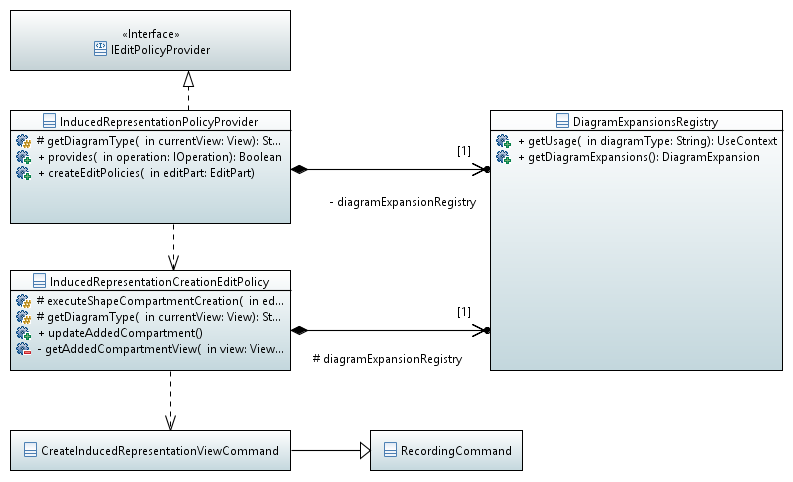 «Interface»
IEditPolicyProvider
InducedRepresentationPolicyProvider
# getDiagramType( in currentView: View): St...
+ provides( in operation: IOperation): Boolean
+ createEditPolicies( in editPart: EditPart)
DiagramExpansionsRegistry
+ getUsage( in diagramType: String): UseContext
+ getDiagramExpansions(): DiagramExpansion
[1]
- diagramExpansionRegistry
InducedRepresentationCreationEditPolicy
# executeShapeCompartmentCreation( in ed...
# getDiagramType( in currentView: View): St...
+ updateAddedCompartment()
- getAddedCompartmentView( in view: View...
[1]
# diagramExpansionRegistry
CreateInducedRepresentationViewCommand
RecordingCommand